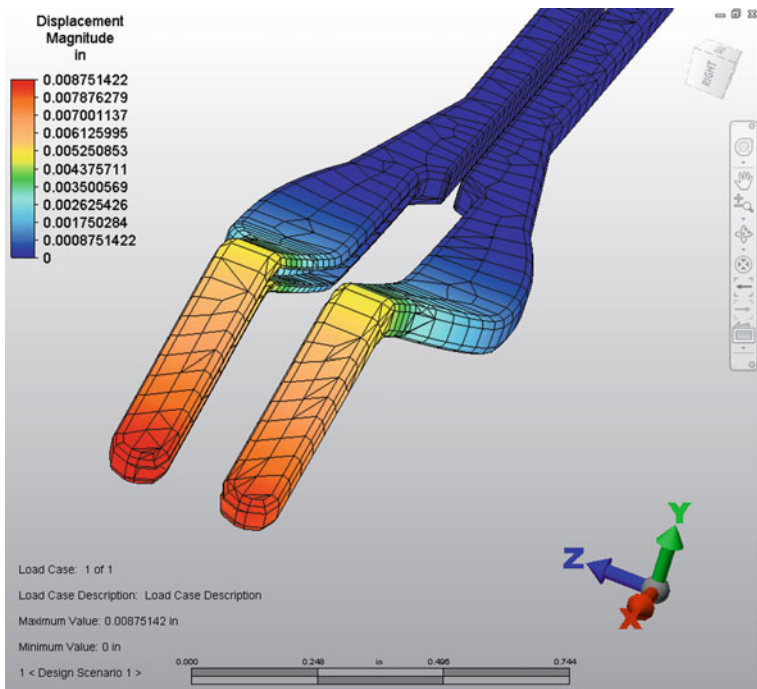 Displacement
Magnitude
in
0.008751422
0.007876279
0.007001137
0.006125995
0.005250853
0.004375711
0.003500569
0.002625426
0.001750284
0.0008751422
0
RIGHT
Y
Z
X
Load Case: 1 of 1
Load Case Description: Load Case Description
Maximum Value: 0.00875142 in
Minimum Value: 0 in
1 < Design Scenario 1 >
0.000 0.248 in 0.496 0.744